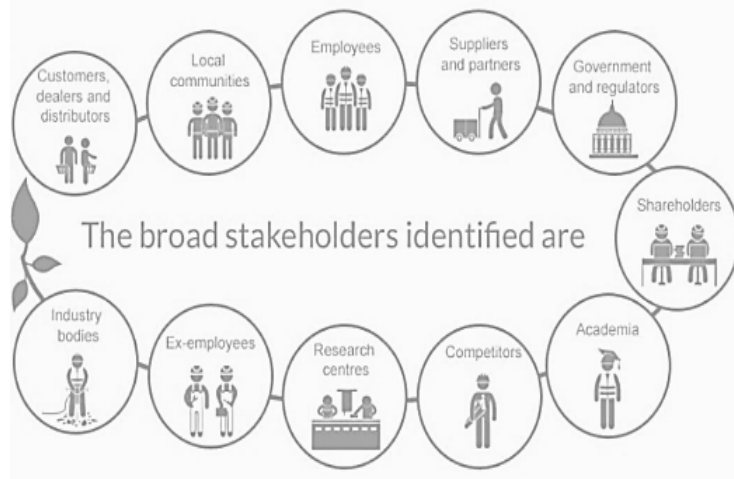 Customers,
dealers and
distributors
Local
communities
Employees
Suppliers
and partners
Government
and regulators
Shareholders
The broad stakeholders identified are
Industry
bodies
Ex-employees
Research
centres
Competitors
Academia